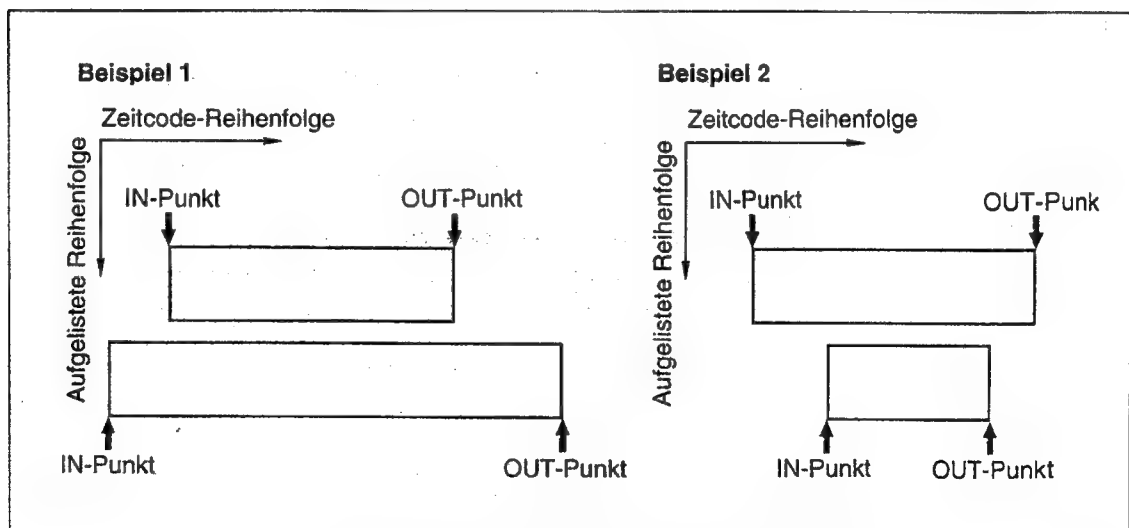 Beispiel 1
Zeitcode-Reihenfolge
Aufgelistete Reihenfolge
IN-Punkt
OUT-Punkt
IN-Punkt
OUT-Punkt
Beispiel 2
Zeitcode-Reihenfolge
Aufgelistete Reihenfolge
IN-Punkt
OUT-Punk
IN-Punkt
OUT-Punkt